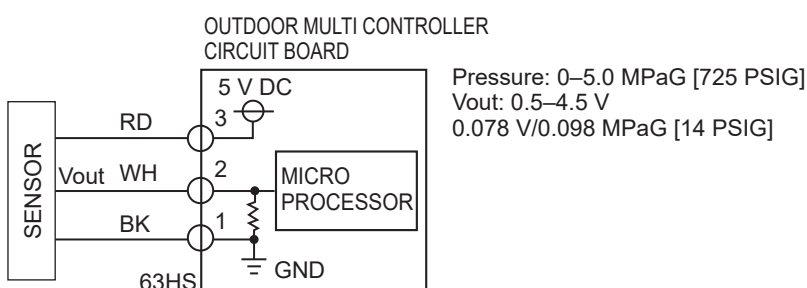 OUTDOOR MULTI CONTROLLER
CIRCUIT BOARD
Pressure: 0–5.0 MPaG [725 PSIG]
Vout: 0.5–4.5 V
0.078 V/0.098 MPaG [14 PSIG]
5 V DC
SENSOR
RD
3
Vout WH
2
MICRO
PROCESSOR
BK
1
GND
63HS